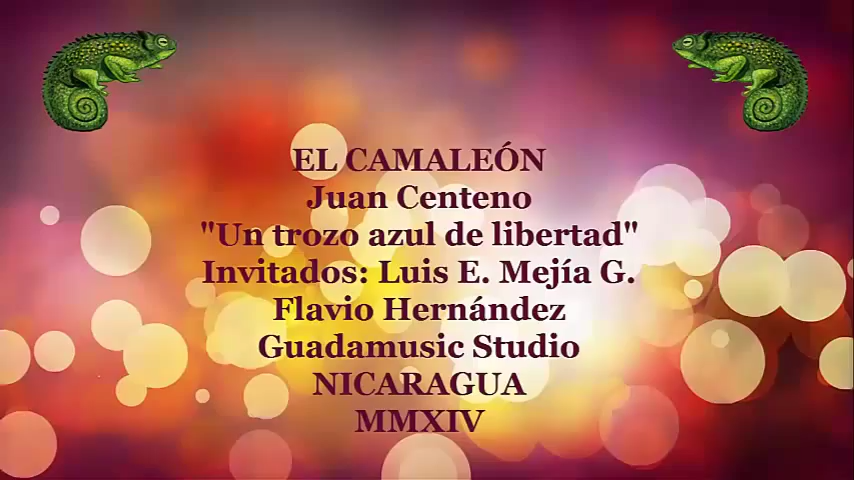 EL CAMALEÓN
Juan Centeno
"Un trozo azul de libertad"
Invitados: Luis E. Mejía G.
Flavio Hernández
Guadamusic Studio
NICARAGUA
MMXIV